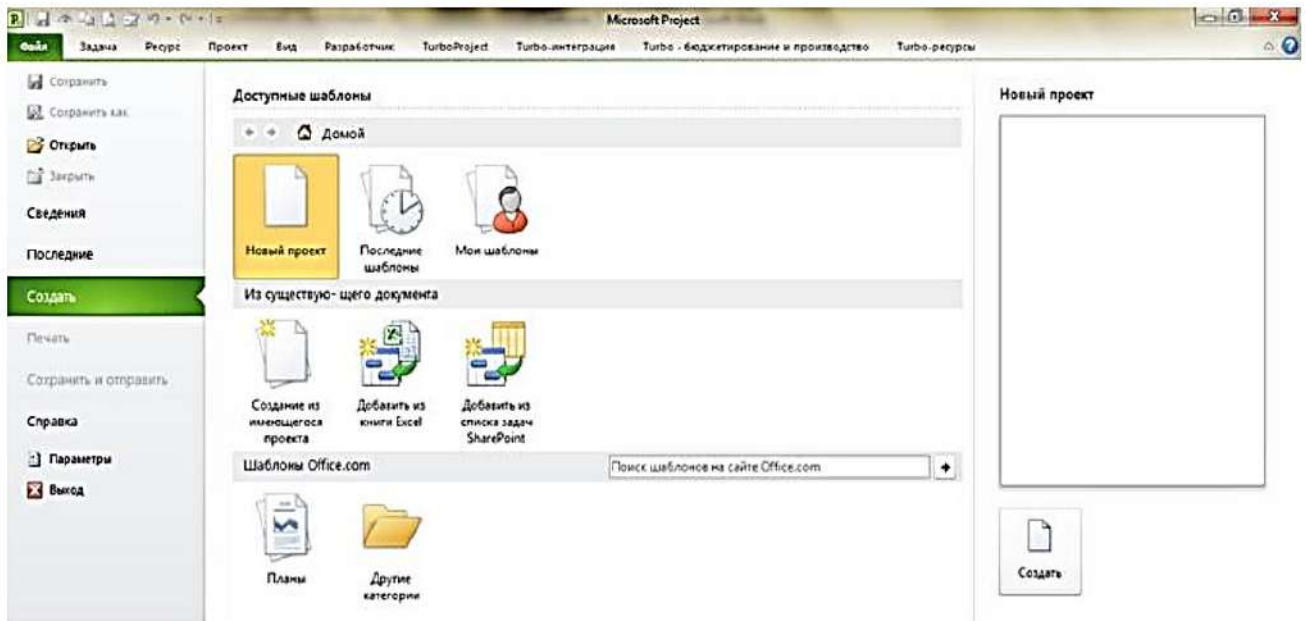 Microsoft Project
Файл Задача Ресурс Проект Вид Разработчик TurboProject Turbo-интеграция Turbo - бюджетирование и производство Turbo-ресурсы
Сохранить
Сохранить как
Открыть
Закрыть
Сведения
Последние
Создать
Печать
Сохранить и отправить
Справка
Параметры
Выход
Доступные шаблоны
Домой
Новый проект
Последние
шаблоны
Мои шаблоны
Из существую- щего документа
Создание из
имеющегося
проекта
Добавить из
книги Excel
Добавить из
списка задач
SharePoint
Шаблоны Office.com
Поиск шаблонов на сайте Office.com
Планы
Другие
категории
Новый проект
Создать